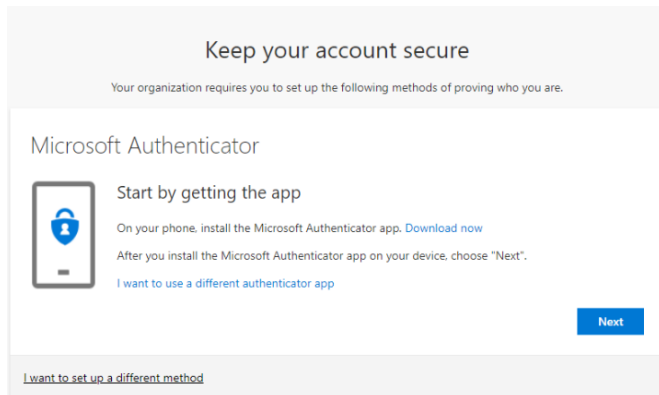 Keep your account secure
Your organization requires you to set up the following methods of proving who you are.
Microsoft Authenticator
Start by getting the app
On your phone, install the Microsoft Authenticator app. Download now
After you install the Microsoft Authenticator app on your device, choose "Next".
I want to use a different authenticator app
Next
I want to set up a different method